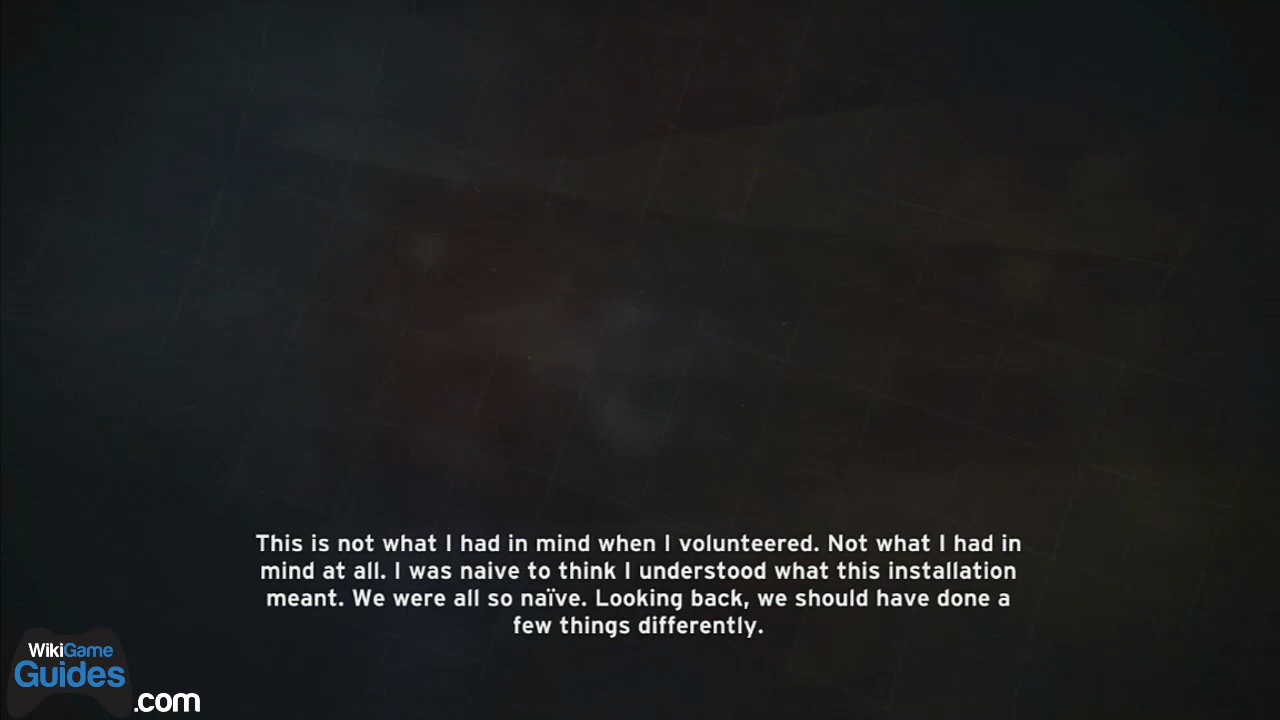 This is not what I had in mind when I volunteered. Not what I had in
mind at all. I was naive to think I understood what this installation
meant. We were all so naïve. Looking back, we should have done a
few things differently.
WikiGame
Guides
.com